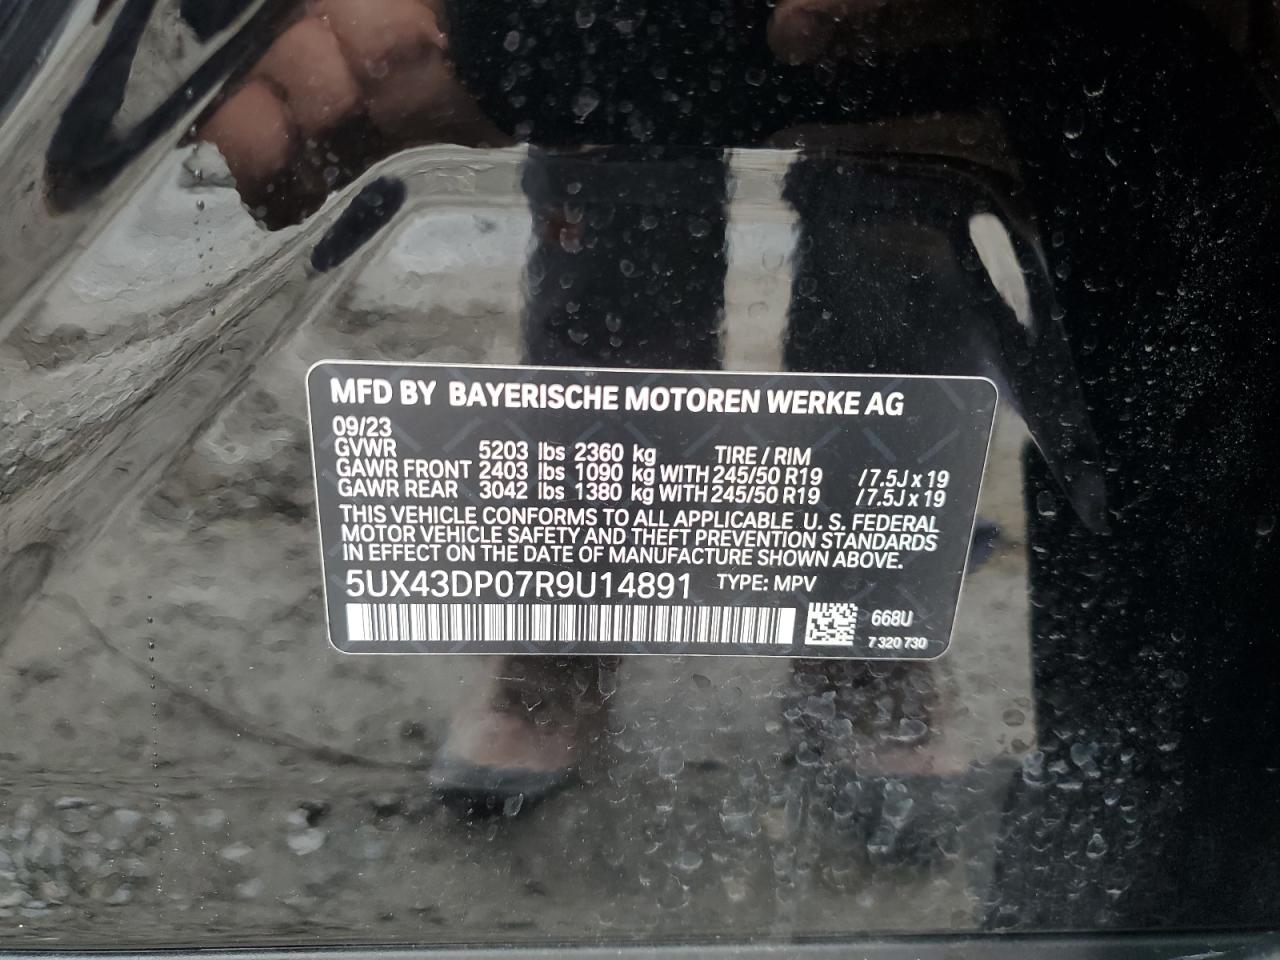 MFD BY BAYERISCHE MOTOREN WERKE AG
09/23
GVWR 5203 lbs 2360 kg TIRE / RIM
GAWR FRONT 2403 lbs 1090 kg WITH 245/50 R19 / 7.5J x 19
GAWR REAR 3042 lbs 1380 kg WITH 245/50 R19 / 7.5J x 19
THIS VEHICLE CONFORMS TO ALL APPLICABLE U. S. FEDERAL
MOTOR VEHICLE SAFETY AND THEFT PREVENTION STANDARDS
IN EFFECT ON THE DATE OF MANUFACTURE SHOWN ABOVE.
5UX43DP07R9U14891 TYPE: MPV
668U
7 320 730